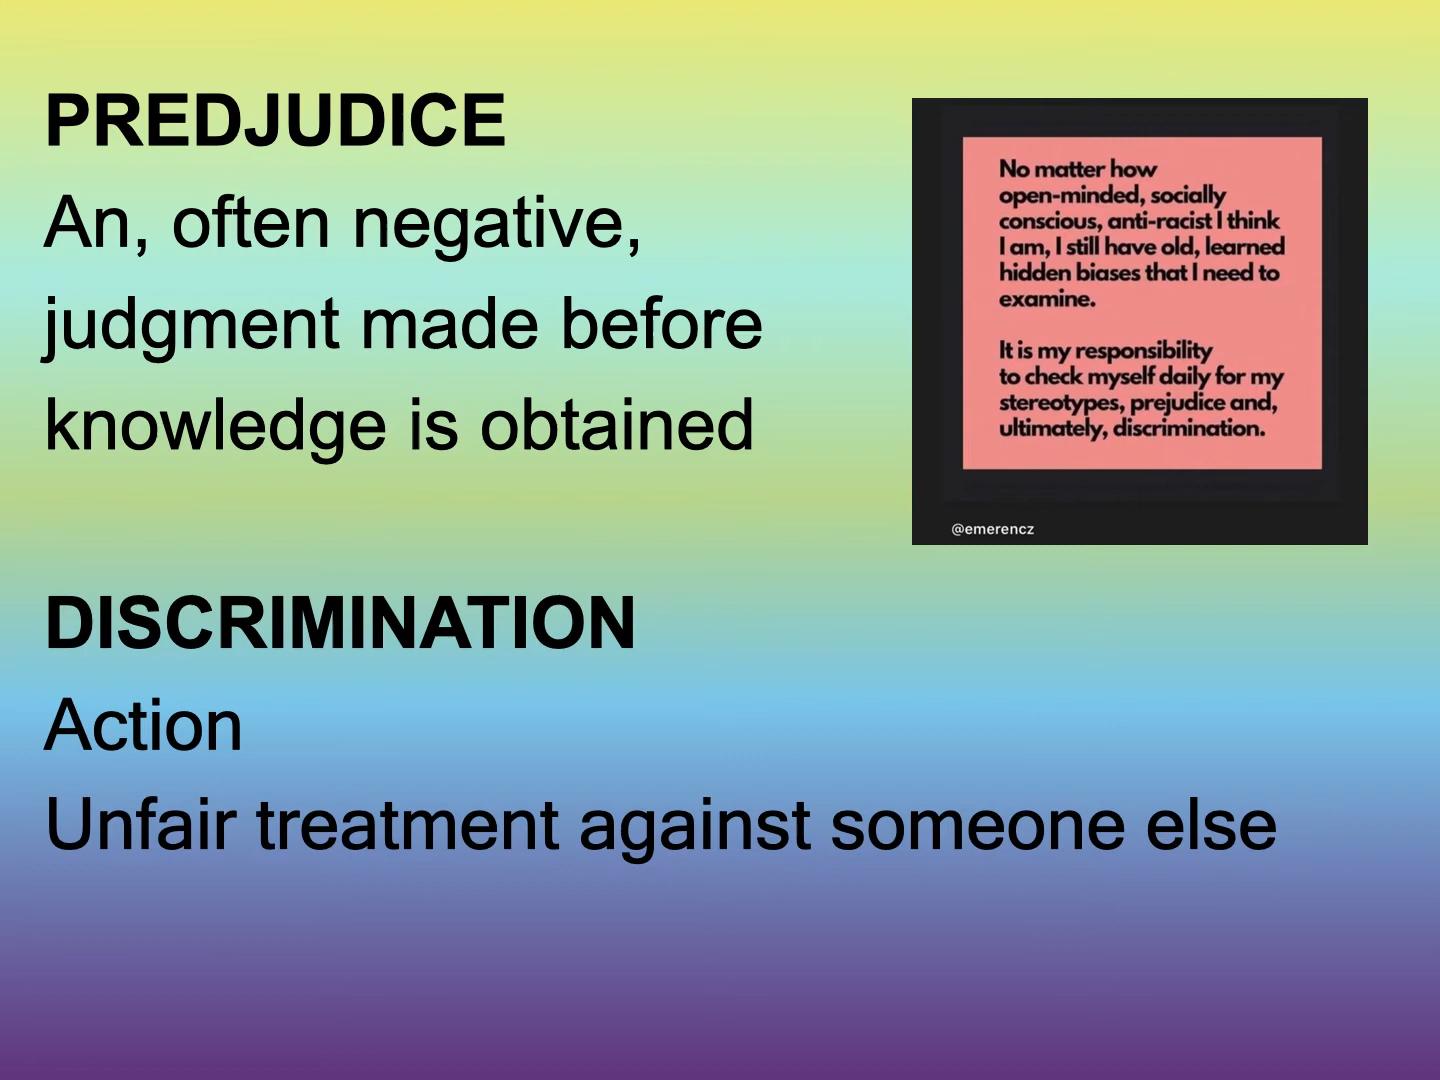 PREDJUDICE
An, often negative,
judgment made before
knowledge is obtained
No matter how
open-minded, socially
conscious, anti-racist I think
I am, I still have old, learned
hidden biases that I need to
examine.
It is my responsibility
to check myself daily for my
stereotypes, prejudice and,
ultimately, discrimination.
@emerencz
DISCRIMINATION
Action
Unfair treatment against someone else